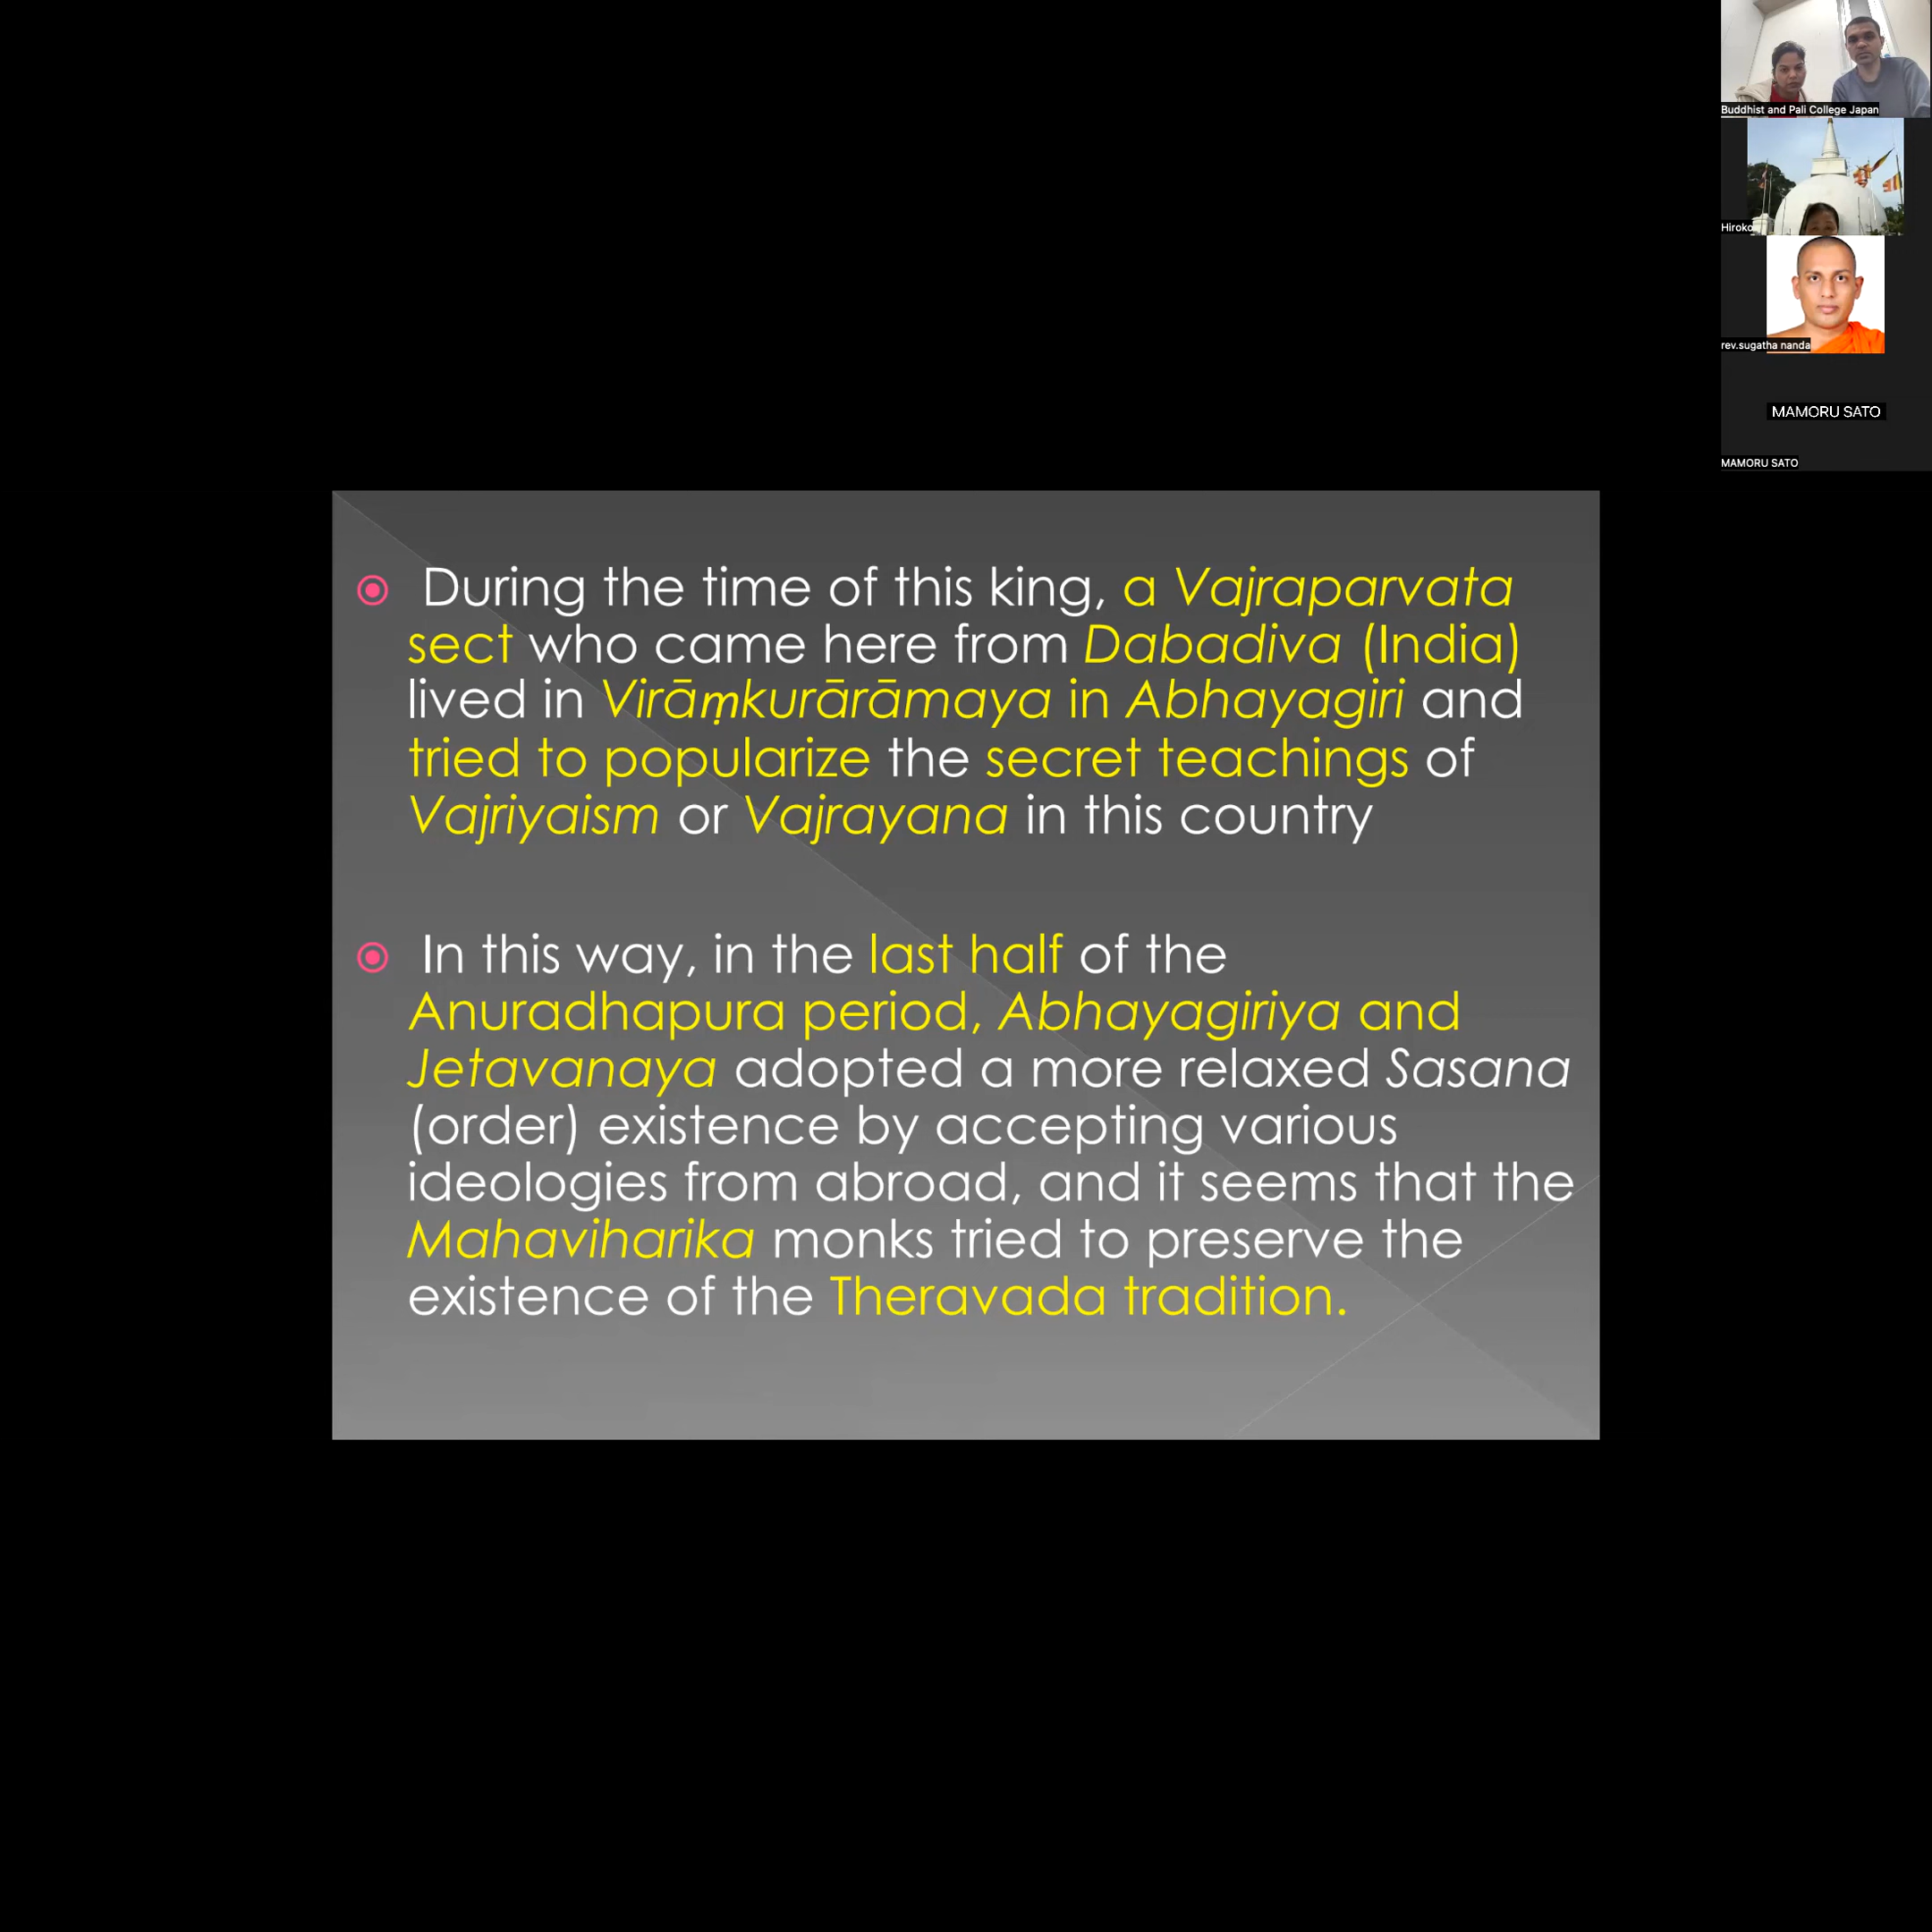 Buddhist and Pali College Japan
Hiroko
rev.sugatha nanda
MAMORU SATO
MAMORU SATO
During the time of this king, a Vajraparvata
sect who came here from Dabadiva (India)
lived in Virāṃkurārāmaya in Abhayagiri and
tried to popularize the secret teachings of
Vajriyaism or Vajrayana in this country
In this way, in the last half of the
Anuradhapura period, Abhayagiriya and
Jetavanaya adopted a more relaxed Sasana
(order) existence by accepting various
ideologies from abroad, and it seems that the
Mahaviharika monks tried to preserve the
existence of the Theravada tradition.